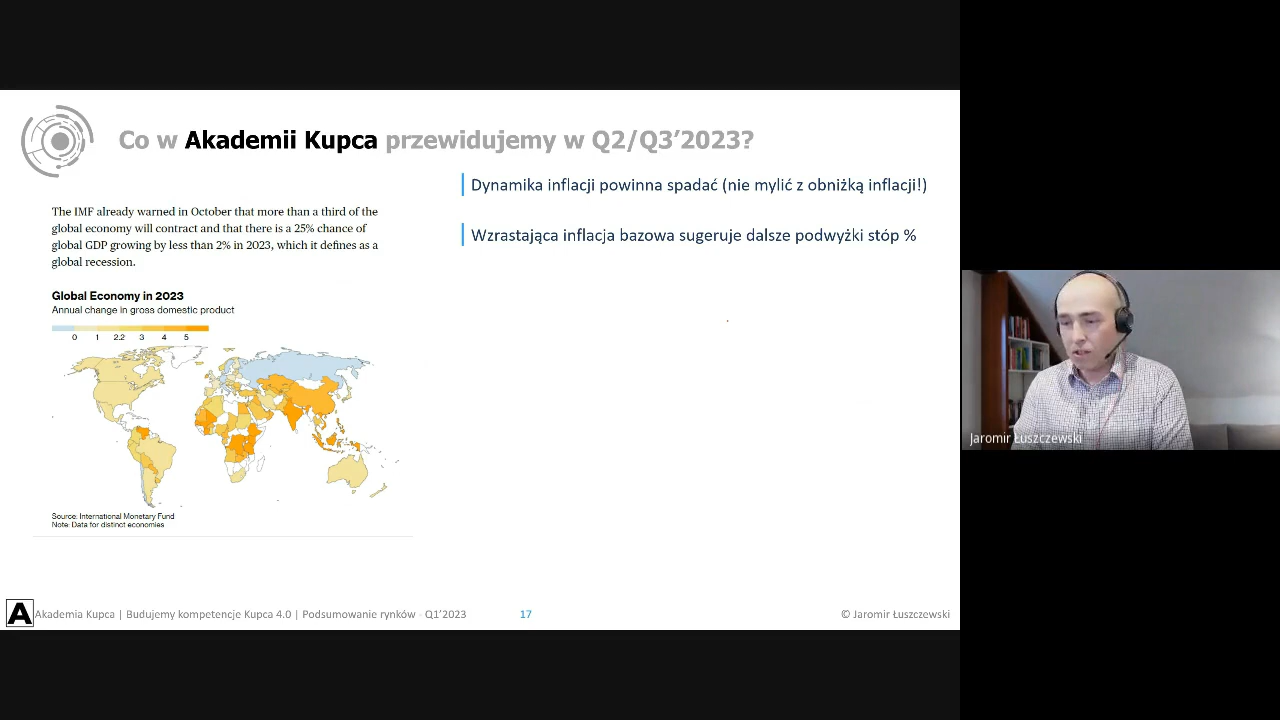 Co w Akademii Kupca przewidujemy w Q2/Q3’2023?
The IMF already warned in October that more than a third of the
global economy will contract and that there is a 25% chance of
global GDP growing by less than 2% in 2023, which it defines as a
global recession.
Global Economy in 2023
Annual change in gross domestic product
0 1 2.2 3 4 5
Source: International Monetary Fund
Note: Data for distinct economies
Dynamika inflacji powinna spadać (nie mylić z obniżką inflacji!)
Wzrastająca inflacja bazowa sugeruje dalsze podwyżki stóp %
Jaromir Łuszczewski
A
Akademia Kupca | Budujemy kompetencje Kupca 4.0 | Podsumowanie rynków - Q1’2023
17
© Jaromir Łuszczewski